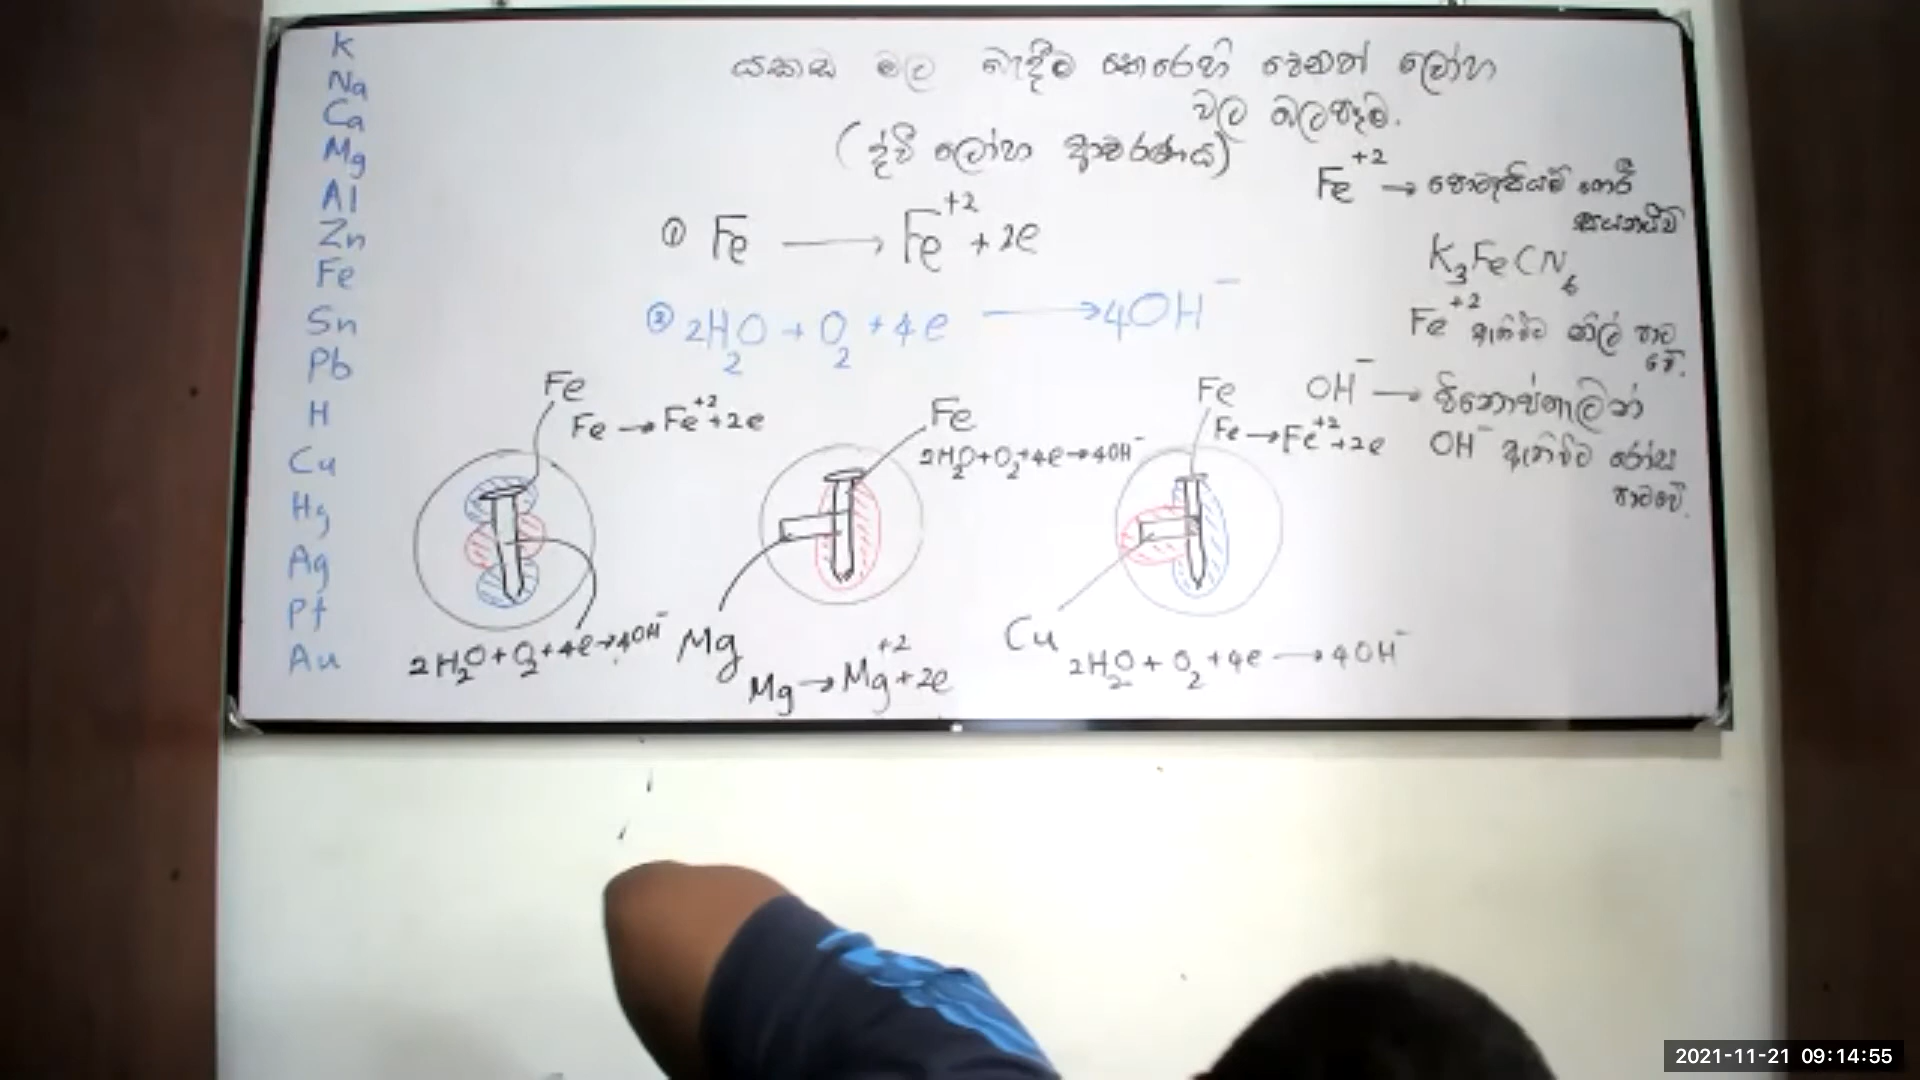 K
Na
Ca
Mg
Al
Zn
Fe
Sn
Pb
H
Cu
Hg
Ag
Pt
Au
යකඩ මල බැදීම කෙරෙහි වෙනත් ලෝහ
වල බලපෑම.
(ද්වි ලෝහ ආවරණය)
① Fe → Fe+2 + 2e
② 2H2O + O2 + 4e → 4OH-
Fe+2 → පොටෑසියම් ෆෙරි
සයනයිඩ්
K3FeCN6
Fe+2 ඇතිවිට නිල් පාට
වේ.
OH- → පිනොප්තලින්
OH- ඇතිවිට රෝස
පාටවේ.
Fe
Fe → Fe+2 + 2e
2H2O + O2 + 4e → 4OH-
Fe
2H2O + O2 + 4e → 4OH-
Mg
Mg → Mg+2 + 2e
Fe
Fe → Fe+2 + 2e
Cu
2H2O + O2 + 4e → 4OH-
2021-11-21 09:14:55